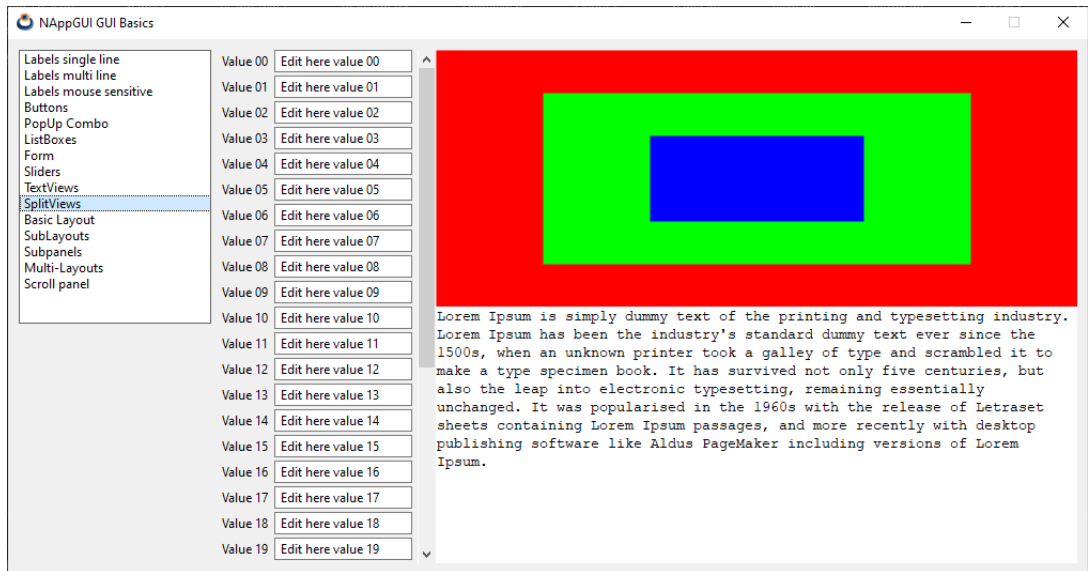 NAppGUI GUI Basics
Labels single line
Labels multi line
Labels mouse sensitive
Buttons
PopUp Combo
ListBoxes
Form
Sliders
TextViews
SplitViews
Basic Layout
SubLayouts
Subpanels
Multi-Layouts
Scroll panel
Value 00 Edit here value 00
Value 01 Edit here value 01
Value 02 Edit here value 02
Value 03 Edit here value 03
Value 04 Edit here value 04
Value 05 Edit here value 05
Value 06 Edit here value 06
Value 07 Edit here value 07
Value 08 Edit here value 08
Value 09 Edit here value 09
Value 10 Edit here value 10
Value 11 Edit here value 11
Value 12 Edit here value 12
Value 13 Edit here value 13
Value 14 Edit here value 14
Value 15 Edit here value 15
Value 16 Edit here value 16
Value 17 Edit here value 17
Value 18 Edit here value 18
Value 19 Edit here value 19
Lorem Ipsum is simply dummy text of the printing and typesetting industry.
Lorem Ipsum has been the industry's standard dummy text ever since the
1500s, when an unknown printer took a galley of type and scrambled it to
make a type specimen book. It has survived not only five centuries, but
also the leap into electronic typesetting, remaining essentially
unchanged. It was popularised in the 1960s with the release of Letraset
sheets containing Lorem Ipsum passages, and more recently with desktop
publishing software like Aldus PageMaker including versions of Lorem
Ipsum.